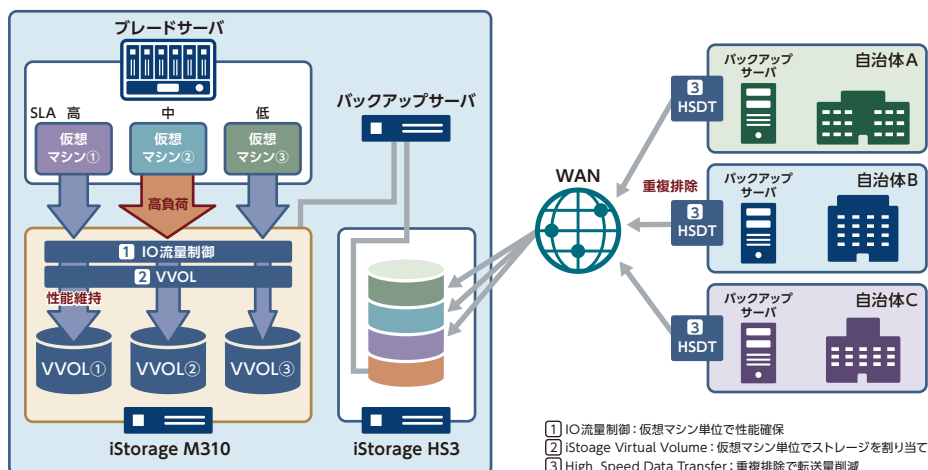 ブレードサーバ
SLA 高 中 低
仮想
マシン①
仮想
マシン②
仮想
マシン③
高負荷
1 IO流量制御
2 VVOL
性能維持
VVOL①
VVOL②
VVOL③
iStorage M310
バックアップサーバ
iStorage HS3
WAN
重複排除
3
HSDT
バックアップ
サーバ
自治体A
3
HSDT
バックアップ
サーバ
自治体B
3
HSDT
バックアップ
サーバ
自治体C
1 IO流量制御：仮想マシン単位で性能確保
2 iStoage Virtual Volume：仮想マシン単位でストレージを割り当て
3 High Speed Data Transfer：重複排除で転送量削減